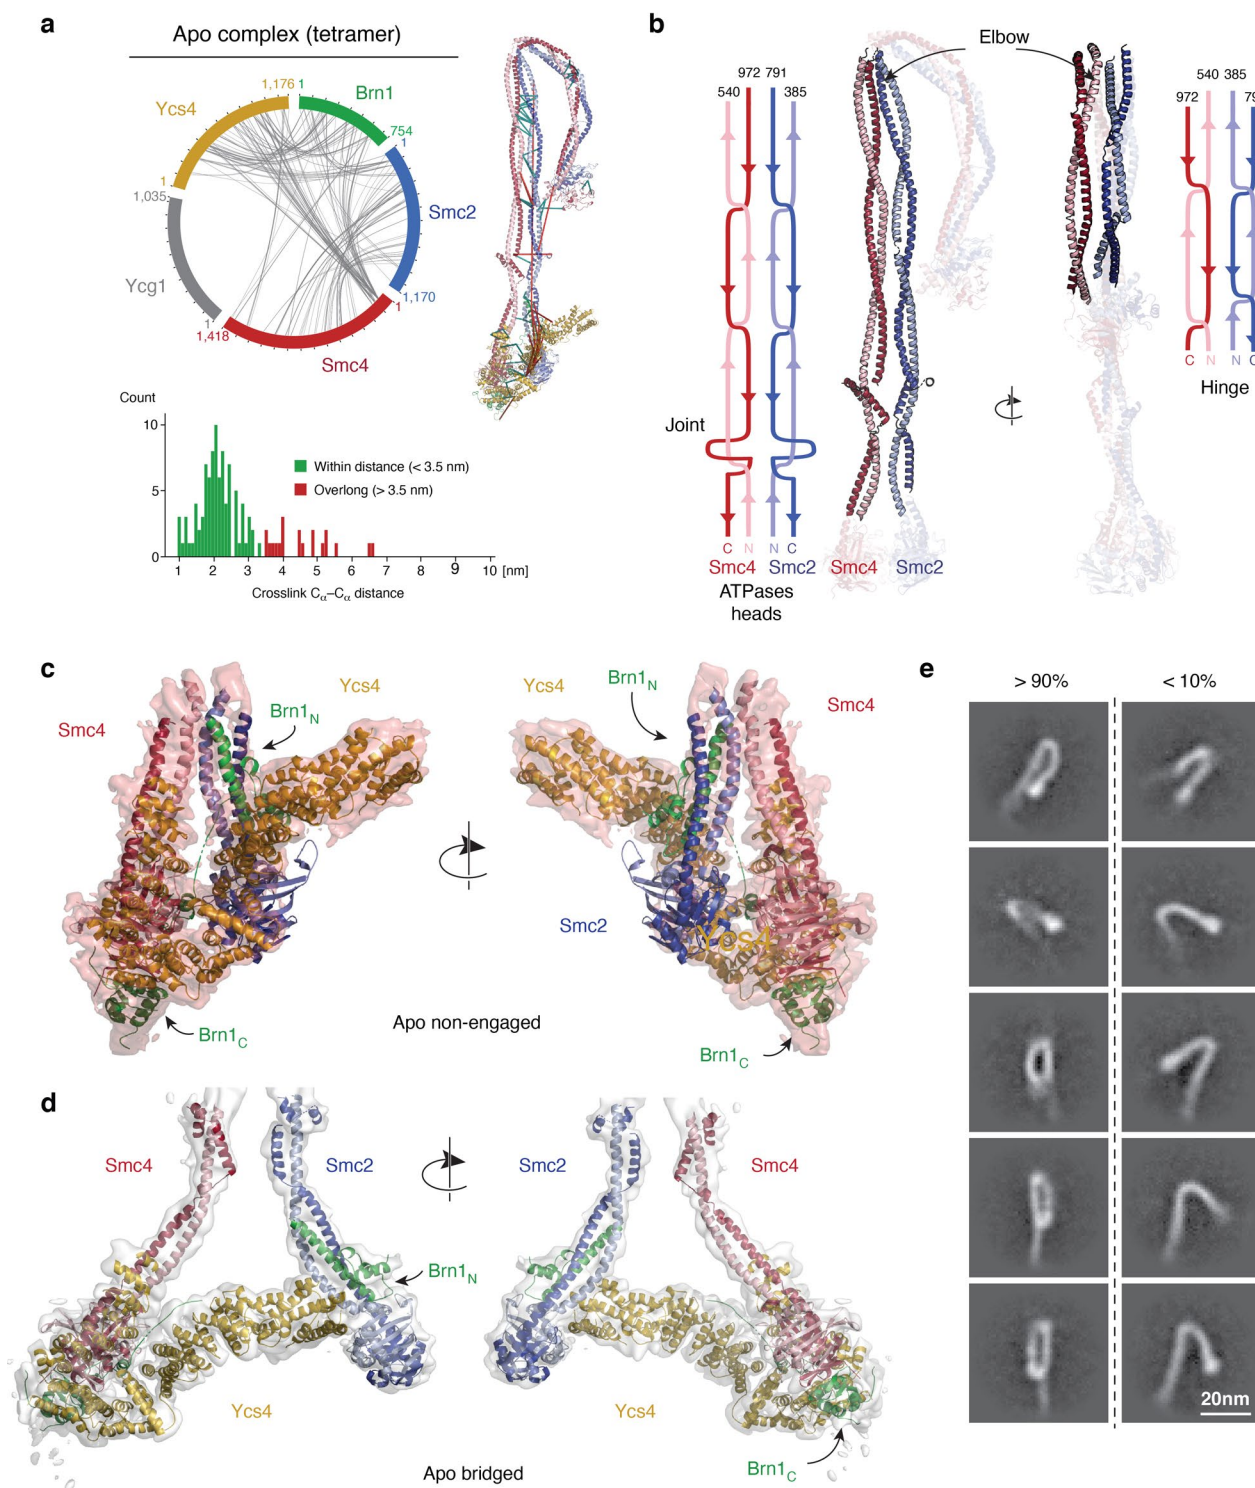 a
Apo complex (tetramer)
1,176
1
Ycs4
Brn1
754
1
1
1,035
Smc2
Ycg1
1
1,418
1,170
1
Smc4
Count
10
5
0
Within distance (< 3.5 nm)
Overlong (> 3.5 nm)
1 2 3 4 5 6 7 8 9 10 [nm]
Crosslink Cα–Cα distance
b
Elbow
972 791
540 385
540 385
972 79
Joint
C N N C
Smc4 Smc2
Smc4 Smc2
ATPases
heads
C N N C
Hinge
c
Smc4
Brn1N
Ycs4
Ycs4
Brn1N
Smc4
Smc2
Ycs4
Brn1C
Apo non-engaged
Brn1C
d
Smc4
Smc2
Smc2
Smc4
Brn1N
Ycs4
Ycs4
Apo bridged
Brn1C
e
> 90%
< 10%
20nm